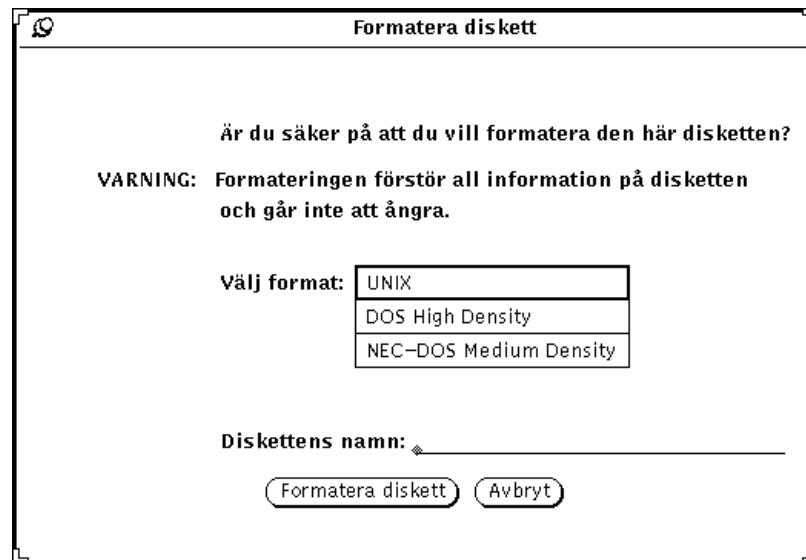 Formatera diskett
Är du säker på att du vill formatera den här disketten?
VARNING: Formateringen förstör all information på disketten
och går inte att ångra.
Välj format: UNIX
DOS High Density
NEC-DOS Medium Density
Diskettens namn:
Formatera diskett Avbryt